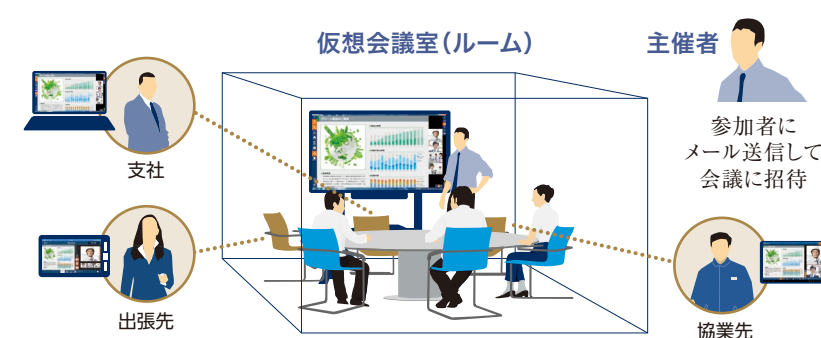 仮想会議室(ルーム)
主催者
参加者に
メール送信して
会議に招待
支社
出張先
協業先